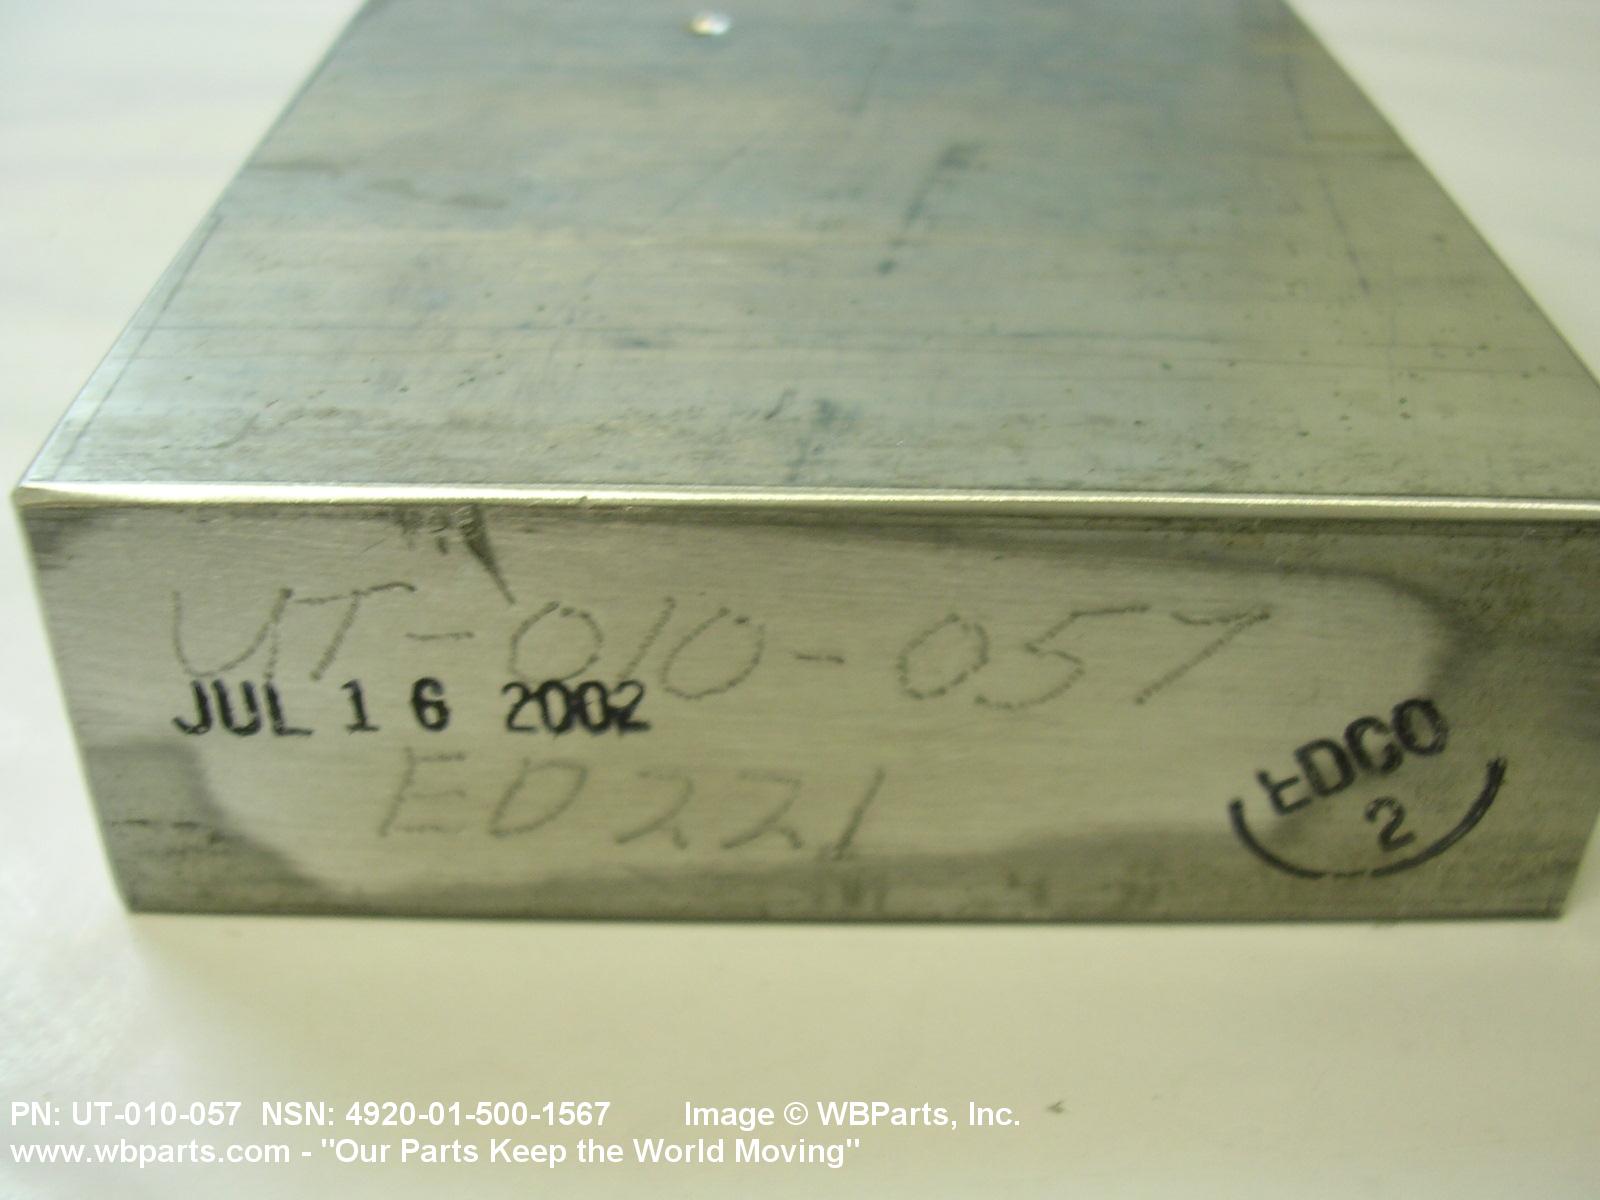 UT-010-057
JUL 16 2002
ED221
EDCO
2
PN: UT-010-057 NSN: 4920-01-500-1567 Image © WBParts, Inc.
www.wbparts.com - "Our Parts Keep the World Moving"